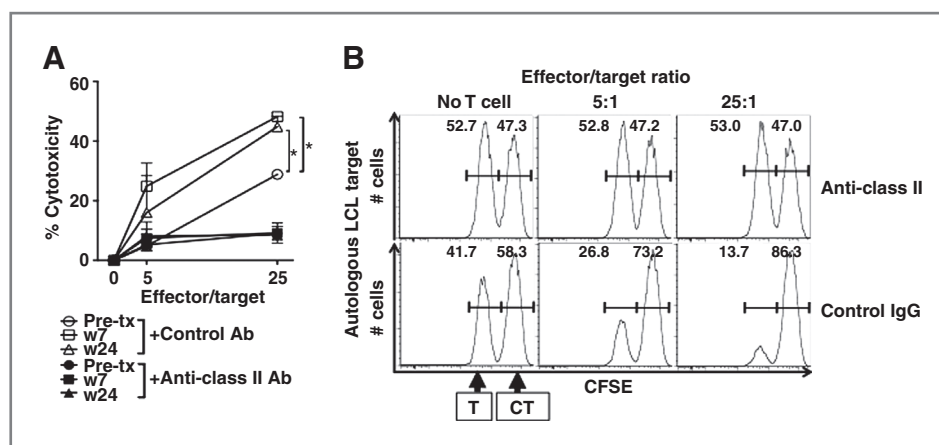 A
60
40
20
0
% Cytotoxicity
*
*
0 5 25
Effector/target
Pre-tx
w7
w24
+Control Ab
Pre-tx
w7
w24
+Anti-class II Ab
B
Effector/target ratio
No T cell 5:1 25:1
52.7 47.3 52.8 47.2 53.0 47.0
Anti-class II
41.7 58.3 26.8 73.2 13.7 86.3
Control IgG
Autologous LCL target
# cells
# cells
CFSE
T CT